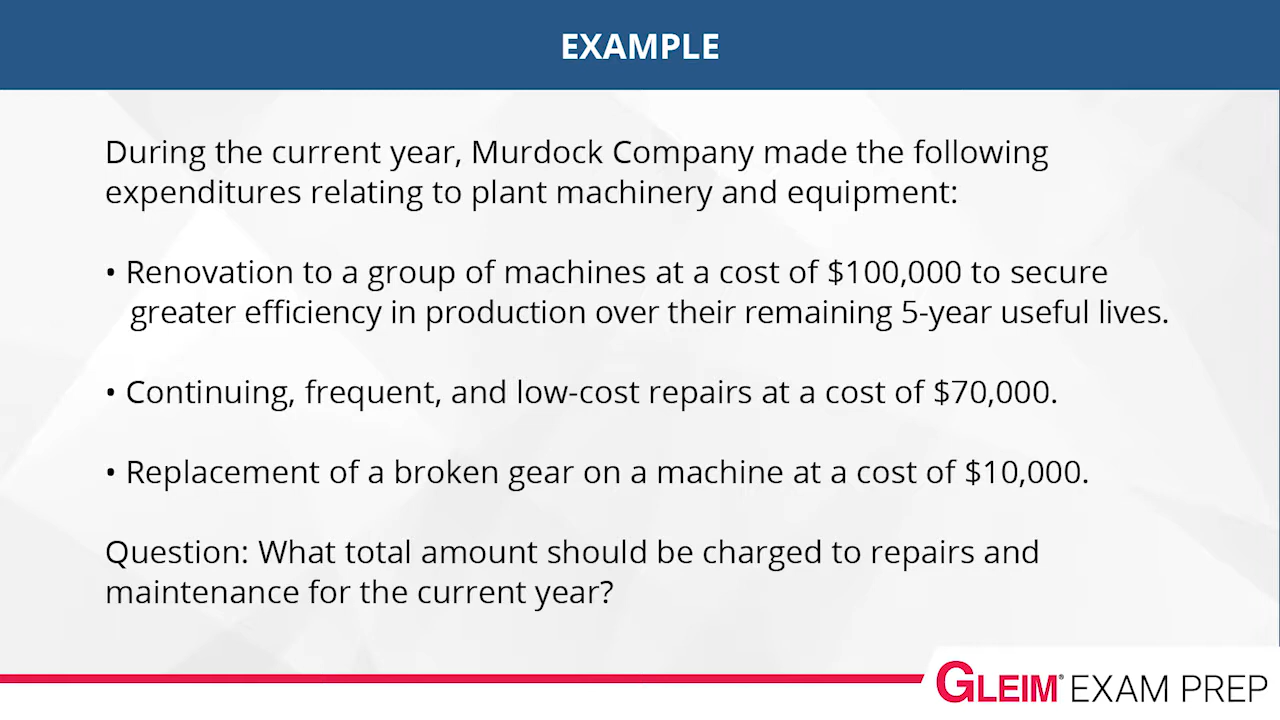 EXAMPLE
During the current year, Murdock Company made the following
expenditures relating to plant machinery and equipment:
• Renovation to a group of machines at a cost of $100,000 to secure
greater efficiency in production over their remaining 5-year useful lives.
• Continuing, frequent, and low-cost repairs at a cost of $70,000.
• Replacement of a broken gear on a machine at a cost of $10,000.
Question: What total amount should be charged to repairs and
maintenance for the current year?
GLEIM® EXAM PREP